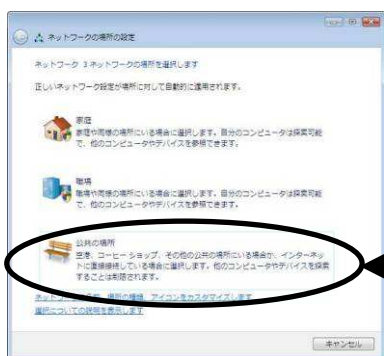 ネットワークの場所の設定
ネットワーク 3 ネットワークの場所を選択します
正しいネットワーク設定が場所に対して自動的に適用されます。
家庭
家庭や同様の場所にいる場合に選択します。自分のコンピュータは探索可能
で、他のコンピュータやデバイスを参照できます。
職場
職場や同様の場所にいる場合に選択します。自分のコンピュータは探索可能
で、他のコンピュータやデバイスを参照できます。
公共の場所
空港、コーヒー ショップ、その他の公共の場所にいる場合か、インターネッ
トに直接接続している場合に選択します。他のコンピュータやデバイスを探索
することは制限されます。
場所の種類、アイコンをカスタマイズします
選択についての説明を表示します
キャンセル